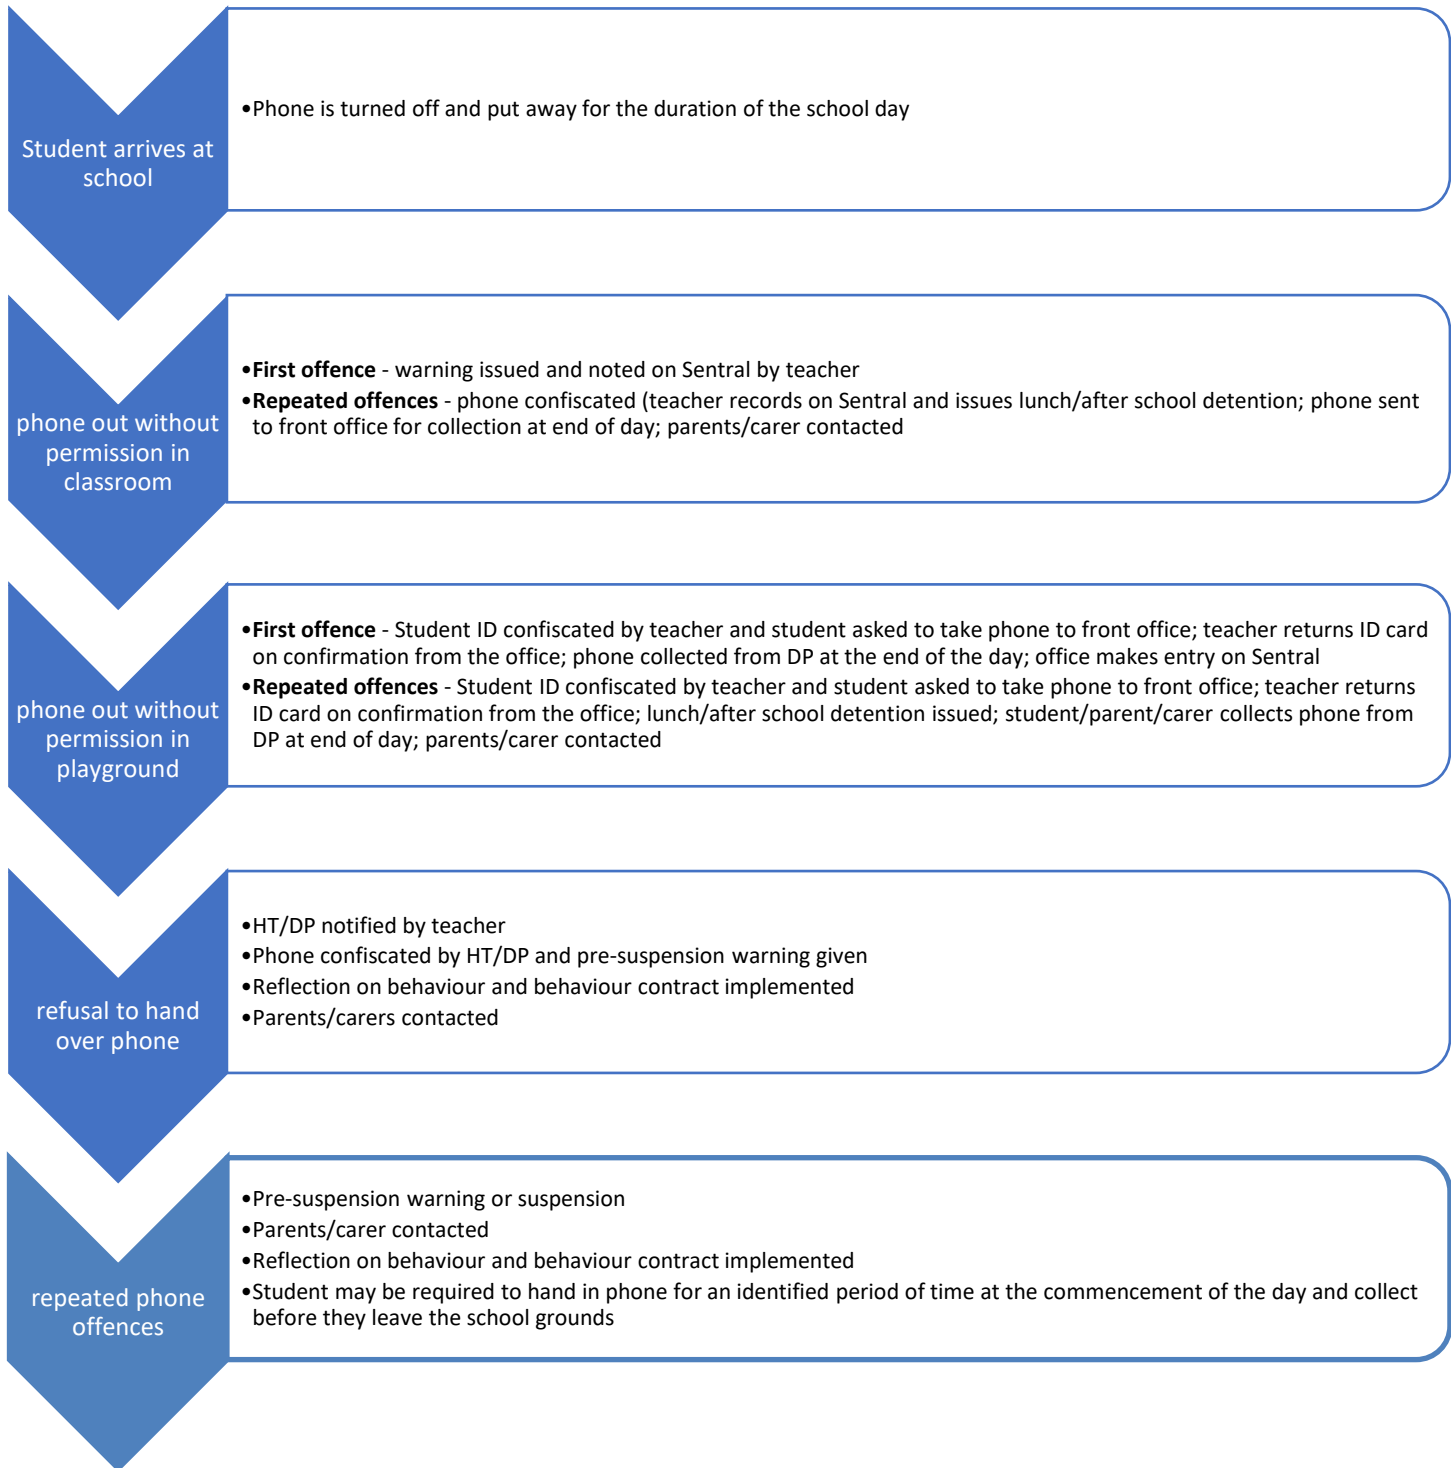 Student arrives at
school
•Phone is turned off and put away for the duration of the school day
phone out without
permission in
classroom
•First offence - warning issued and noted on Sentral by teacher
•Repeated offences - phone confiscated (teacher records on Sentral and issues lunch/after school detention; phone sent
to front office for collection at end of day; parents/carer contacted
phone out without
permission in
playground
•First offence - Student ID confiscated by teacher and student asked to take phone to front office; teacher returns ID card
on confirmation from the office; phone collected from DP at the end of the day; office makes entry on Sentral
•Repeated offences - Student ID confiscated by teacher and student asked to take phone to front office; teacher returns
ID card on confirmation from the office; lunch/after school detention issued; student/parent/carer collects phone from
DP at end of day; parents/carer contacted
refusal to hand
over phone
•HT/DP notified by teacher
•Phone confiscated by HT/DP and pre-suspension warning given
•Reflection on behaviour and behaviour contract implemented
•Parents/carers contacted
repeated phone
offences
•Pre-suspension warning or suspension
•Parents/carer contacted
•Reflection on behaviour and behaviour contract implemented
•Student may be required to hand in phone for an identified period of time at the commencement of the day and collect
before they leave the school grounds